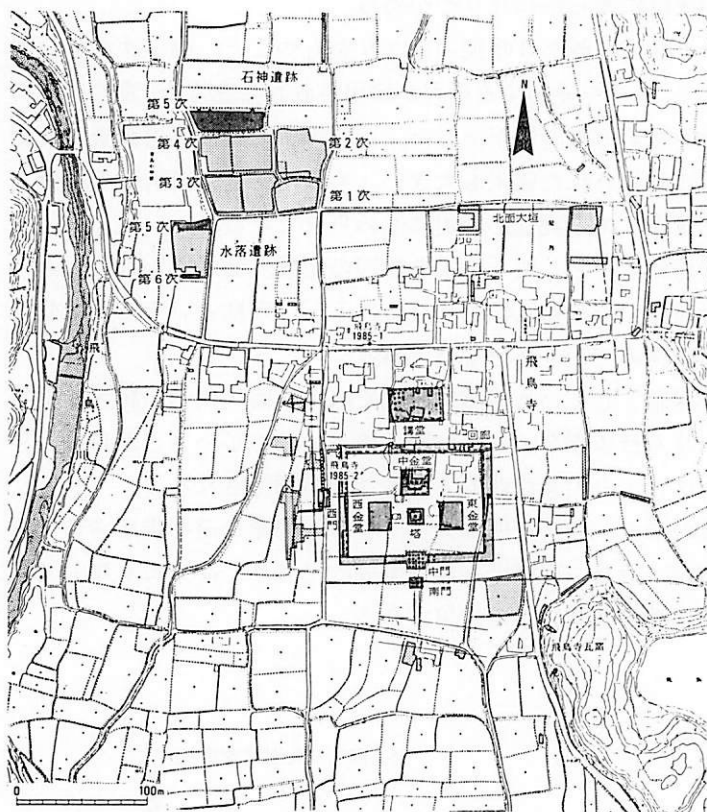 石神遺跡
第5次
第4次
第2次
第3次
第1次
N
第5次
水落遺跡
第6次
北面大垣
飛鳥寺
1985-1
飛鳥
飛鳥寺
講堂
回廊
中金堂
飛鳥寺
1985-2
西門
西金堂
塔
東金堂
中門
南門
飛鳥寺瓦窯
0
100m